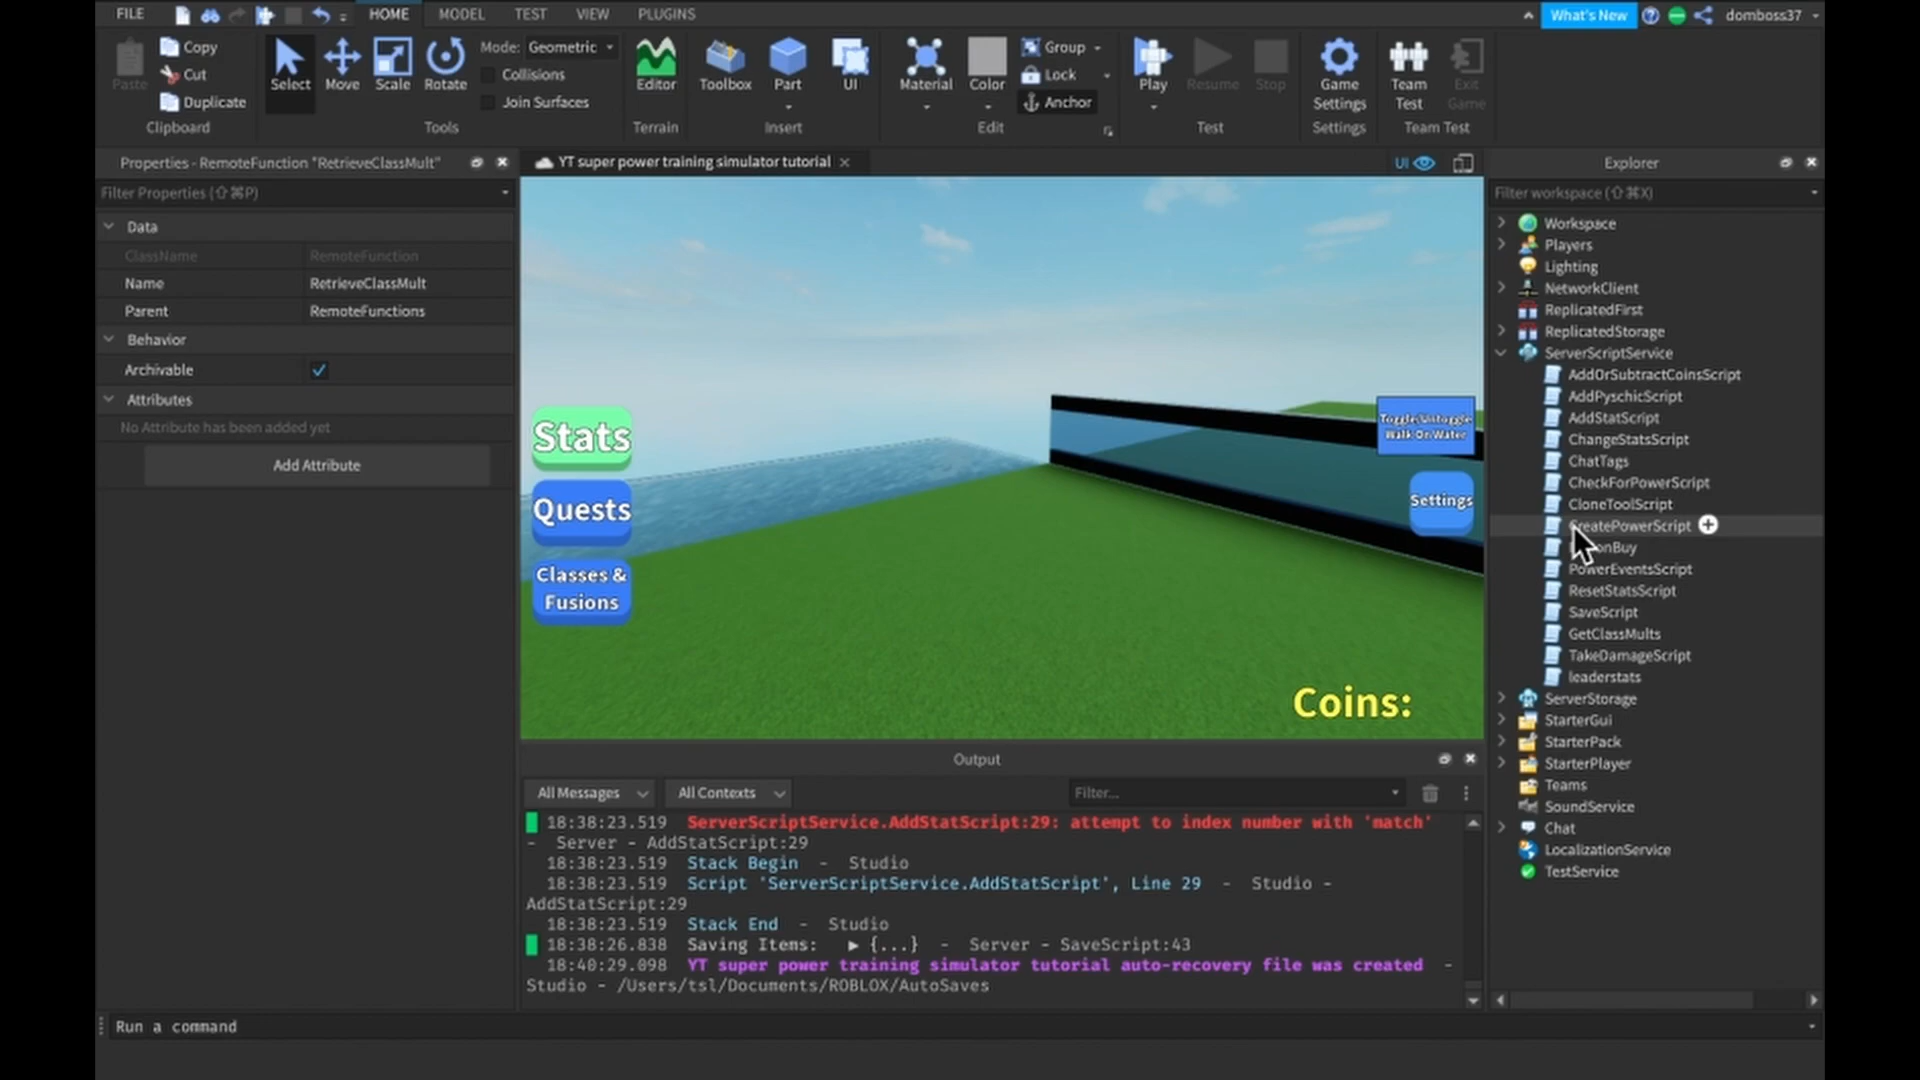 FILE HOME MODEL TEST VIEW PLUGINS What's New domboss37
Paste Copy Cut Duplicate Clipboard
Select Move Scale Rotate Mode: Geometric Collisions Join Surfaces Tools
Editor Terrain
Toolbox Part UI Insert
Material Color Group Lock Anchor Edit
Play Resume Stop Test
Game Settings Settings
Team Test Exit Game Team Test
Properties - RemoteFunction "RetrieveClassMult"
Filter Properties (⇧⌘P)
Data
ClassName RemoteFunction
Name RetrieveClassMult
Parent RemoteFunctions
Behavior
Archivable
Attributes
No Attribute has been added yet
Add Attribute
YT super power training simulator tutorial
UI
Stats
Quests
Classes &
Fusions
Toggle/Untoggle
Walk On Water
Settings
Coins:
Output
All Messages All Contexts Filter...
18:38:23.519 ServerScriptService.AddStatScript:29: attempt to index number with 'match'
- Server - AddStatScript:29
18:38:23.519 Stack Begin - Studio
18:38:23.519 Script 'ServerScriptService.AddStatScript', Line 29 - Studio -
AddStatScript:29
18:38:23.519 Stack End - Studio
18:38:26.838 Saving Items: ▶ {...} - Server - SaveScript:43
18:40:29.098 YT super power training simulator tutorial auto-recovery file was created -
Studio - /Users/tsl/Documents/ROBLOX/AutoSaves
Run a command
Explorer
Filter workspace (⇧⌘X)
Workspace
Players
Lighting
NetworkClient
ReplicatedFirst
ReplicatedStorage
ServerScriptService
AddOrSubtractCoinsScript
AddPyschicScript
AddStatScript
ChangeStatsScript
ChatTags
CheckForPowerScript
CloneToolScript
CreatePowerScript
onBuy
PowerEventsScript
ResetStatsScript
SaveScript
GetClassMults
TakeDamageScript
leaderstats
ServerStorage
StarterGui
StarterPack
StarterPlayer
Teams
SoundService
Chat
LocalizationService
TestService